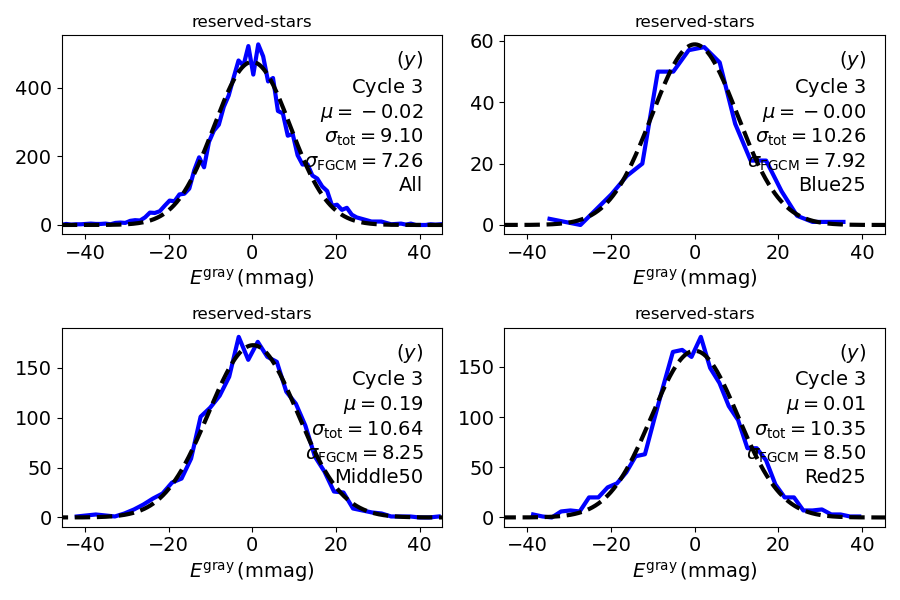 reserved-stars
(y)
Cycle 3
μ = −0.02
σtot = 9.10
σFGCM = 7.26
All
400
200
0
−40 −20 0 20 40
E^gray (mmag)
reserved-stars
(y)
Cycle 3
μ = −0.00
σtot = 10.26
σFGCM = 7.92
Blue25
60
40
20
0
−40 −20 0 20 40
E^gray (mmag)
reserved-stars
(y)
Cycle 3
μ = 0.19
σtot = 10.64
σFGCM = 8.25
Middle50
150
100
50
0
−40 −20 0 20 40
E^gray (mmag)
reserved-stars
(y)
Cycle 3
μ = 0.01
σtot = 10.35
σFGCM = 8.50
Red25
150
100
50
0
−40 −20 0 20 40
E^gray (mmag)